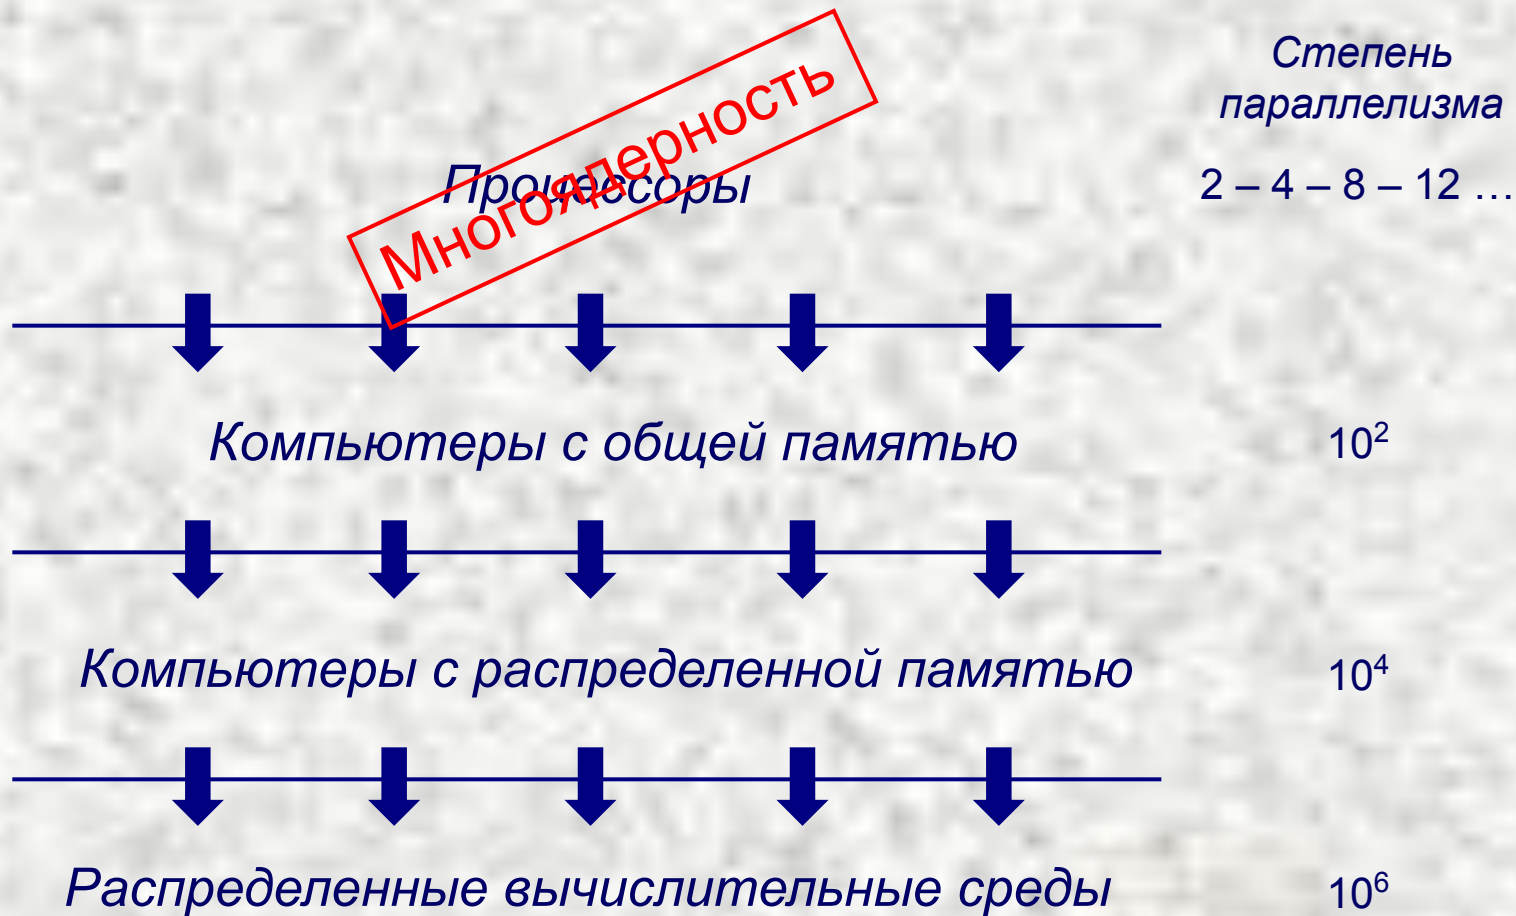 Степень
параллелизма
Многоядерность
Процессоры
2 – 4 – 8 – 12 ...
Компьютеры с общей памятью
10²
Компьютеры с распределенной памятью
10⁴
Распределенные вычислительные среды
10⁶